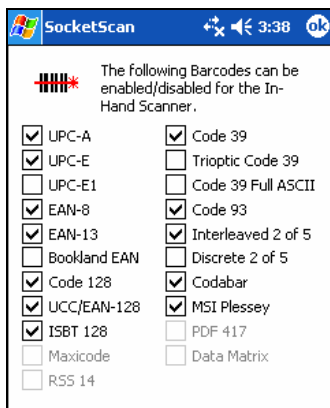 SocketScan 3:38 ok
The following Barcodes can be
enabled/disabled for the In-
Hand Scanner.
UPC-A
UPC-E
UPC-E1
EAN-8
EAN-13
Bookland EAN
Code 128
UCC/EAN-128
ISBT 128
Maxicode
RSS 14
Code 39
Trioptic Code 39
Code 39 Full ASCII
Code 93
Interleaved 2 of 5
Discrete 2 of 5
Codabar
MSI Plessey
PDF 417
Data Matrix